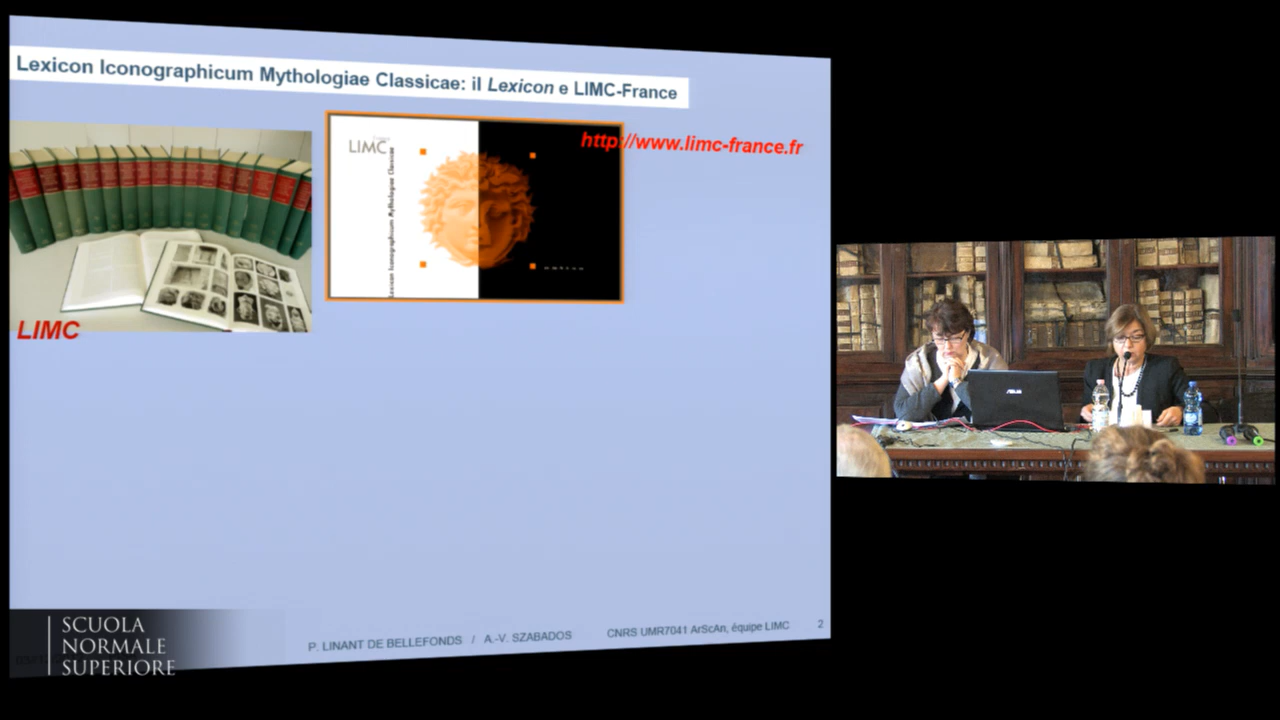 Lexicon Iconographicum Mythologiae Classicae: il Lexicon e LIMC-France
http://www.limc-france.fr
LIMC
Lexicon Iconographicum Mythologiae Classicae
LIMC
ASUS
P. LINANT DE BELLEFONDS / A.-V. SZABADOS
CNRS UMR7041 ArScAn, équipe LIMC
2
SCUOLA
NORMALE
SUPERIORE